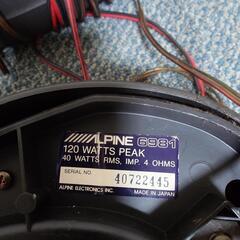 ALPINE 6981
120 WATTS PEAK
40 WATTS RMS, IMP. 4 OHMS
SERIAL NO.
40722445
ALPINE ELECTRONICS INC. MADE IN JAPAN